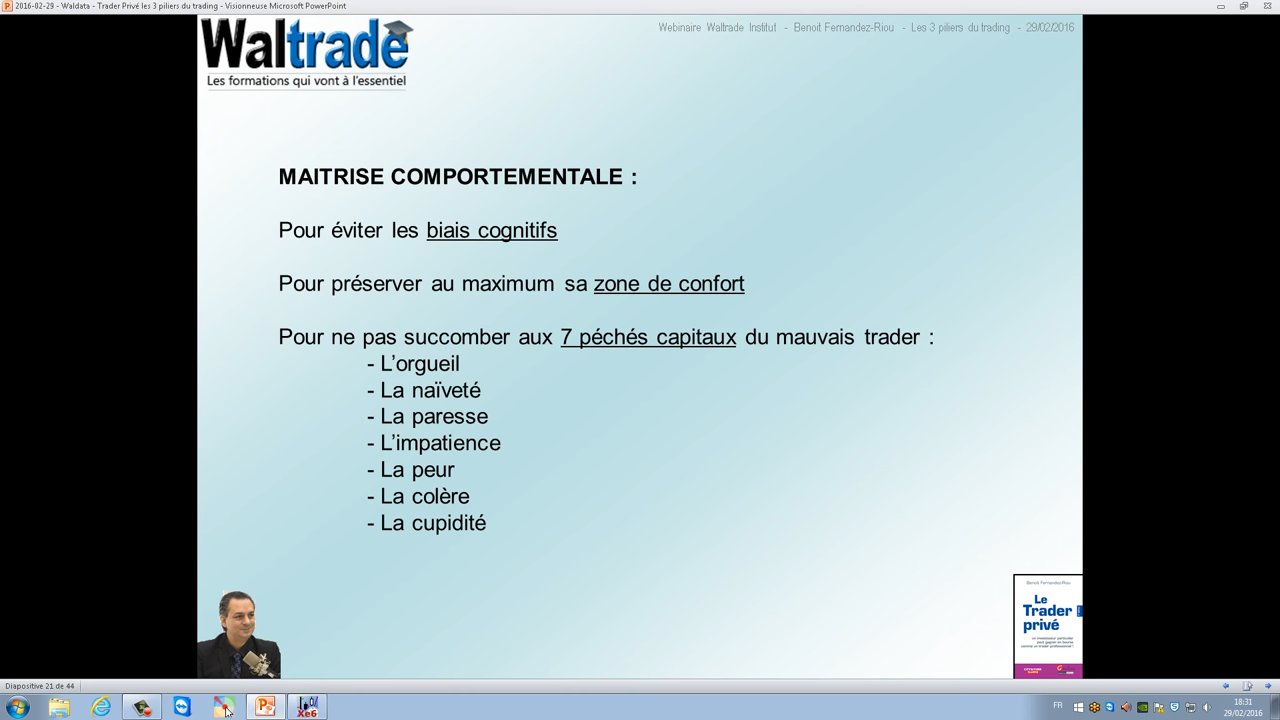 2016-02-29 - Waldata - Trader Privé les 3 piliers du trading - Visionneuse Microsoft PowerPoint
Waltrade
Les formations qui vont à l'essentiel
Webinaire Waltrade Institut - Benoit Fernandez-Riou - Les 3 piliers du trading - 29/02/2016
MAITRISE COMPORTEMENTALE :
Pour éviter les biais cognitifs
Pour préserver au maximum sa zone de confort
Pour ne pas succomber aux 7 péchés capitaux du mauvais trader :
- L'orgueil
- La naïveté
- La paresse
- L'impatience
- La peur
- La colère
- La cupidité
Benoit Fernandez-Riou
Le
Trader
privé
Diapositive 21 de 44
Xe6
FR
18:31
29/02/2016